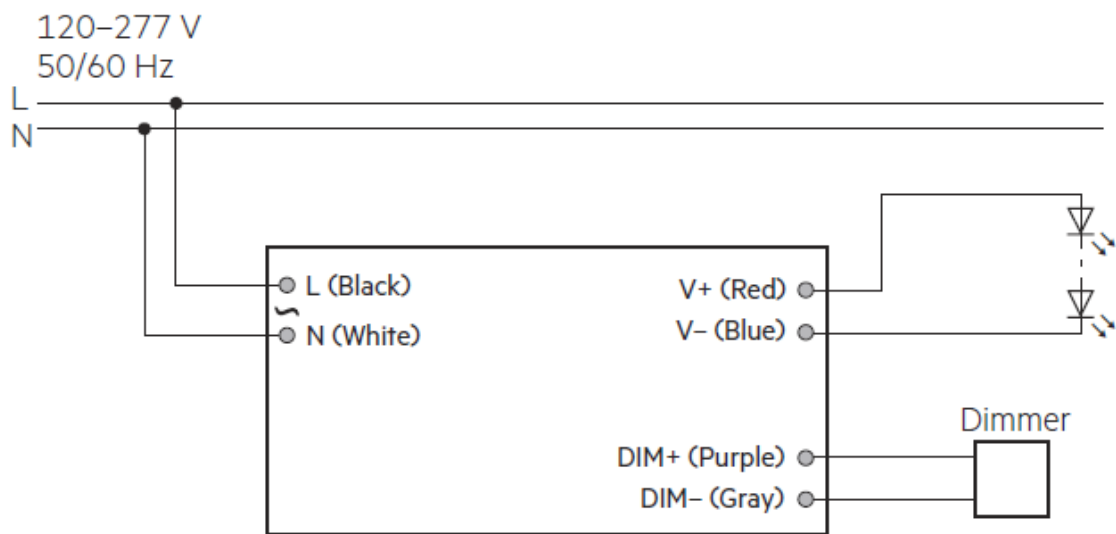 120–277 V
50/60 Hz
L
N
L (Black)
~
N (White)
V+ (Red)
V– (Blue)
Dimmer
DIM+ (Purple)
DIM– (Gray)